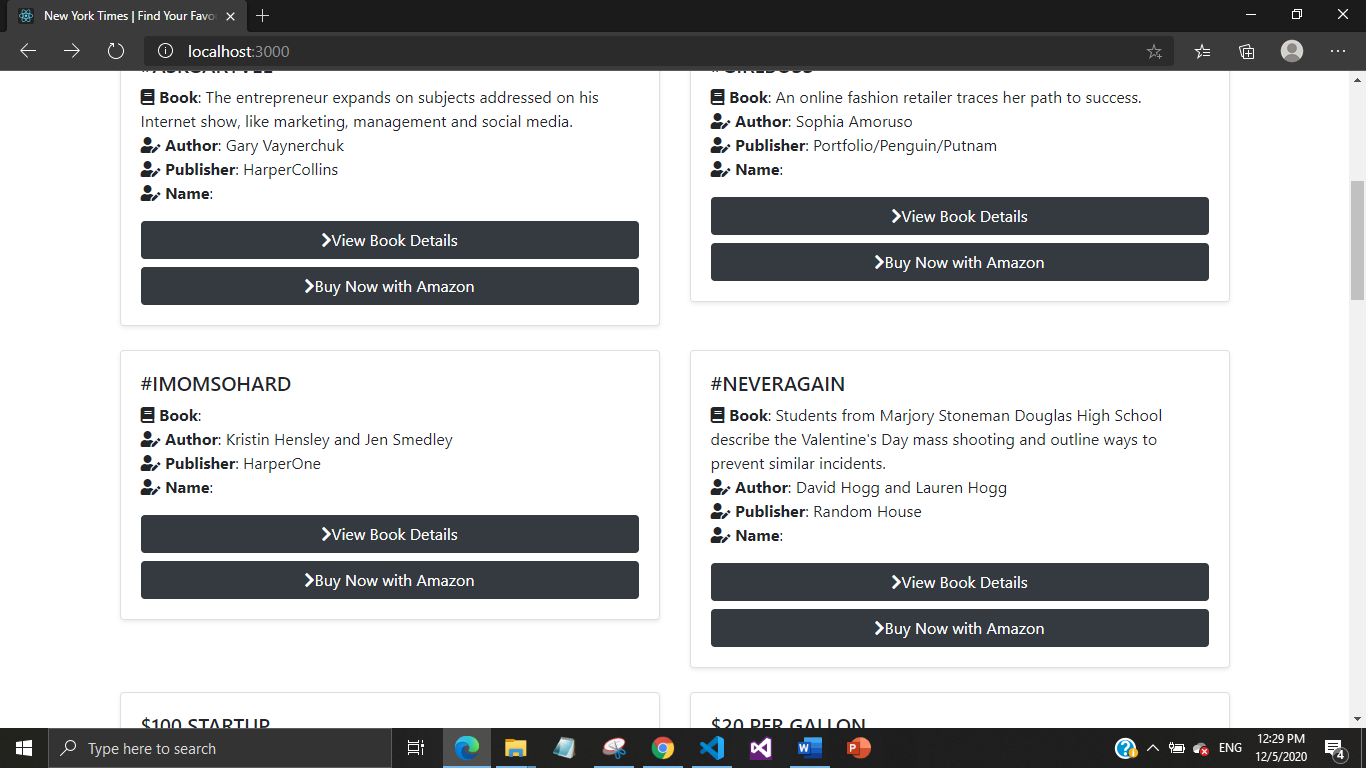 New York Times | Find Your Favo
localhost:3000
#ASKGARYVEE
Book: The entrepreneur expands on subjects addressed on his
Internet show, like marketing, management and social media.
Author: Gary Vaynerchuk
Publisher: HarperCollins
Name:
View Book Details
Buy Now with Amazon
#GIRLBOSS
Book: An online fashion retailer traces her path to success.
Author: Sophia Amoruso
Publisher: Portfolio/Penguin/Putnam
Name:
View Book Details
Buy Now with Amazon
#IMOMSOHARD
Book:
Author: Kristin Hensley and Jen Smedley
Publisher: HarperOne
Name:
View Book Details
Buy Now with Amazon
#NEVERAGAIN
Book: Students from Marjory Stoneman Douglas High School
describe the Valentine's Day mass shooting and outline ways to
prevent similar incidents.
Author: David Hogg and Lauren Hogg
Publisher: Random House
Name:
View Book Details
Buy Now with Amazon
$100 STARTUP
$20 PER GALLON
Type here to search
ENG
12:29 PM
12/5/2020
4